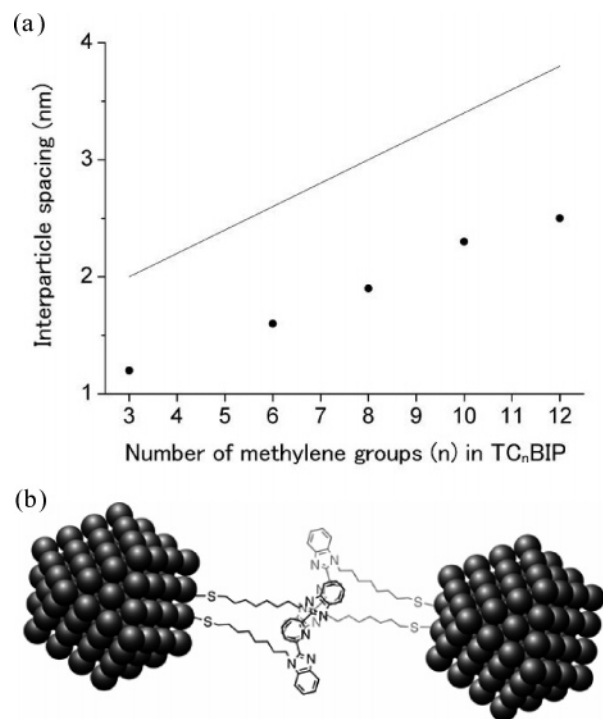 (a)
4
3
2
1
Interparticle spacing (nm)
3 4 5 6 7 8 9 10 11 12
Number of methylene groups (n) in TCₙBIP
(b)
N
N
S
N
N
N
S
S
N
N
N
S